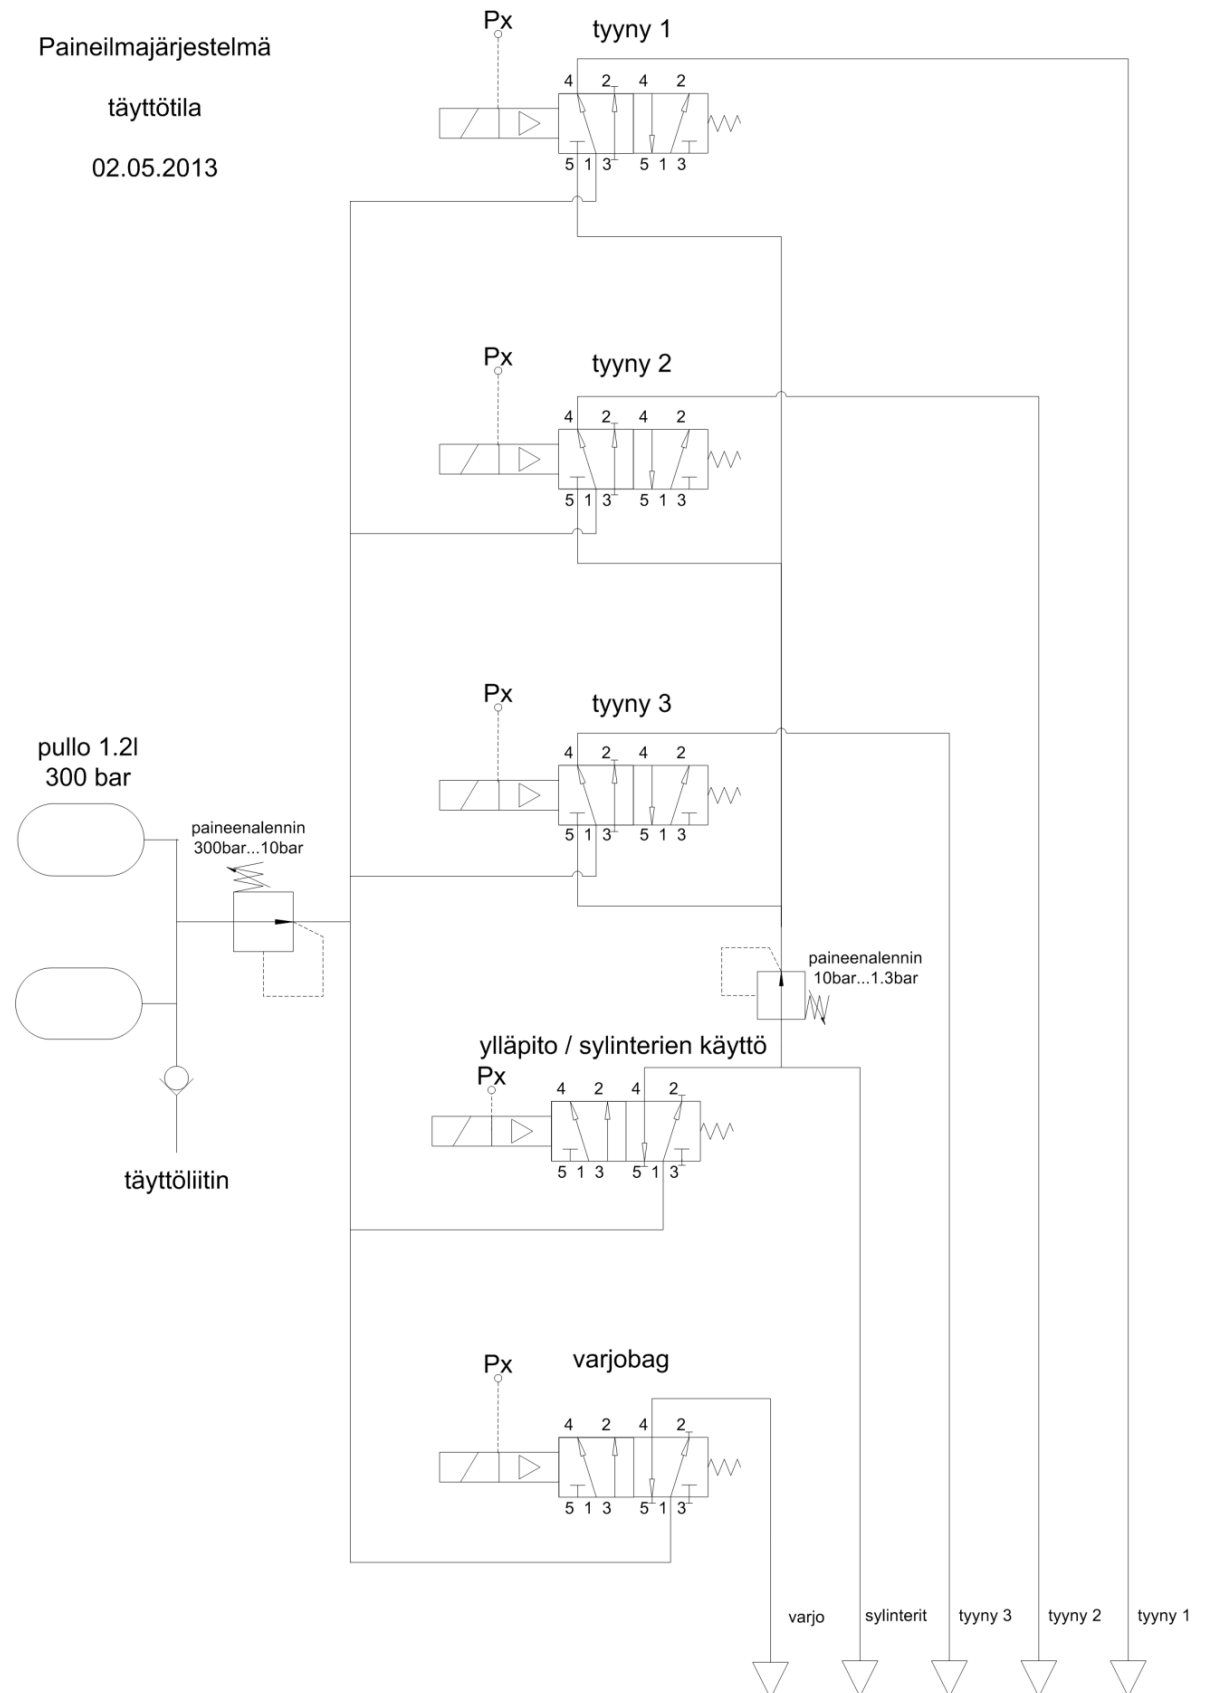 Paineilmajärjestelmä
täyttötila
02.05.2013
Px
tyyny 1
4 2 4 2
5 1 3 5 1 3
Px
tyyny 2
4 2 4 2
5 1 3 5 1 3
Px
tyyny 3
4 2 4 2
5 1 3 5 1 3
pullo 1.2l
300 bar
paineenalennin
300bar...10bar
täyttöliitin
paineenalennin
10bar...1.3bar
ylläpito / sylinterien käyttö
Px
4 2 4 2
5 1 3 5 1 3
Px
varjobag
4 2 4 2
5 1 3 5 1 3
varjo sylinterit tyyny 3 tyyny 2 tyyny 1